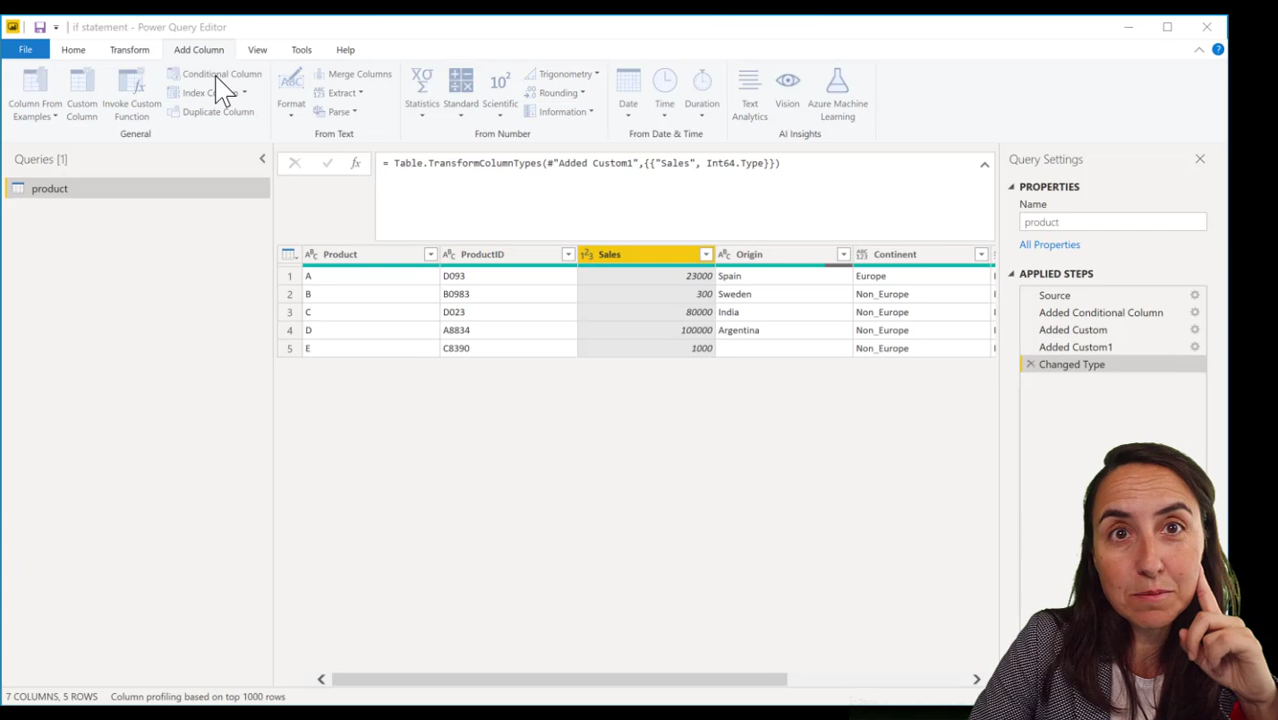 if statement - Power Query Editor
File Home Transform Add Column View Tools Help
Column From Examples
Custom Column
Invoke Custom Function
Conditional Column
Duplicate Column
General
Format
Merge Columns
Extract
Parse
From Text
Statistics
Standard
10² Scientific
Trigonometry
Rounding
Information
From Number
Date
Time
Duration
From Date & Time
Text Analytics
Vision
Azure Machine Learning
AI Insights
Queries [1]
product
fx
= Table.TransformColumnTypes(#"Added Custom1",{{"Sales", Int64.Type}})
Product ProductID Sales Origin Continent
1 A D093 23000 Spain Europe
2 B B0983 300 Sweden Non_Europe
3 C D023 80000 India Non_Europe
4 D A8834 100000 Argentina Non_Europe
5 E C8390 1000 Non_Europe
Query Settings
PROPERTIES
Name
product
All Properties
APPLIED STEPS
Source
Added Conditional Column
Added Custom
Added Custom1
Changed Type
7 COLUMNS, 5 ROWS Column profiling based on top 1000 rows